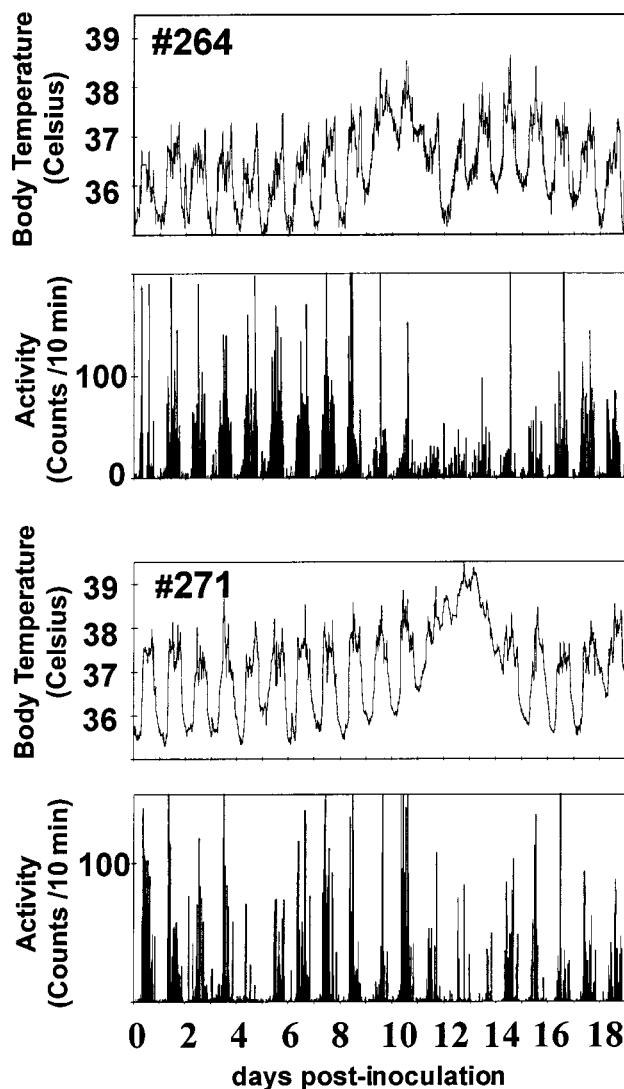 #264
Body Temperature
(Celsius)
39
38
37
36
Activity
(Counts /10 min)
100
0
#271
Body Temperature
(Celsius)
39
38
37
36
Activity
(Counts /10 min)
100
0 2 4 6 8 10 12 14 16 18
days post-inoculation